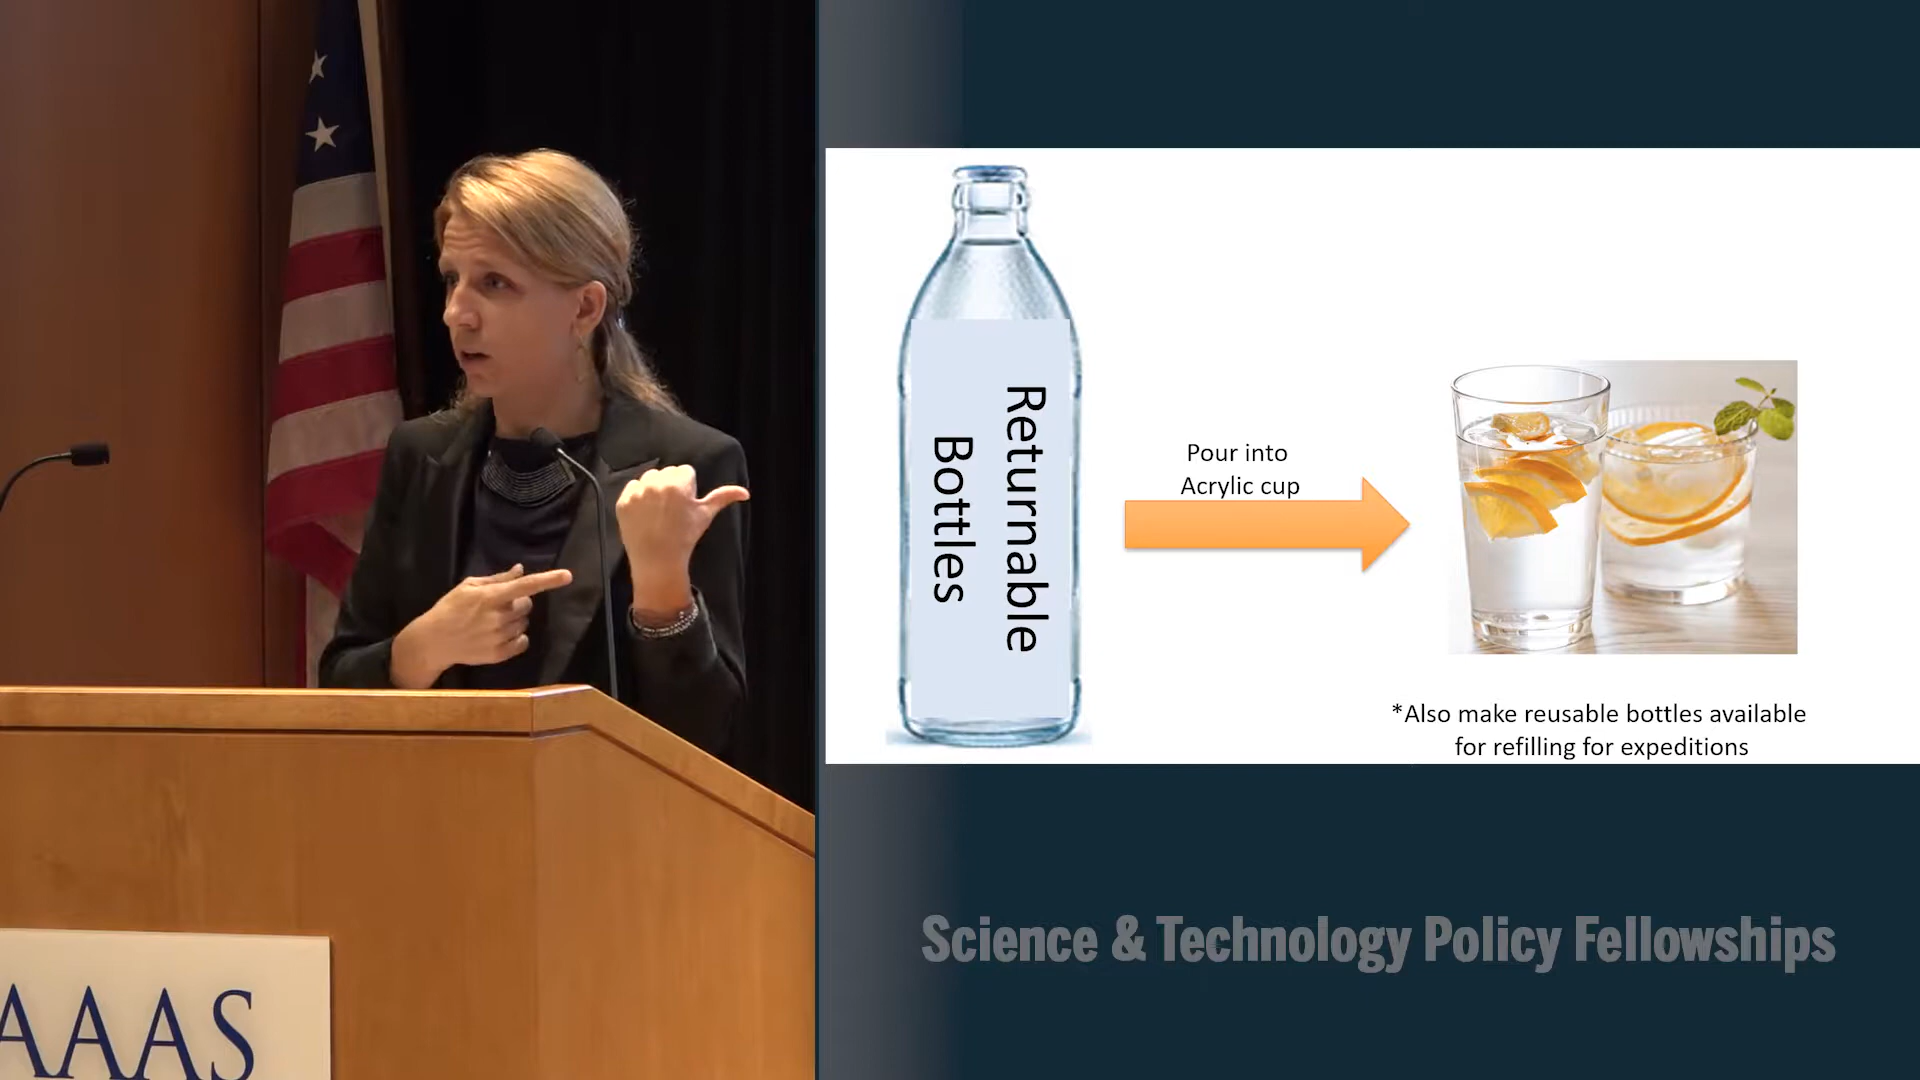 AAAS
Returnable
Bottles
Pour into
Acrylic cup
*Also make reusable bottles available
for refilling for expeditions
Science & Technology Policy Fellowships